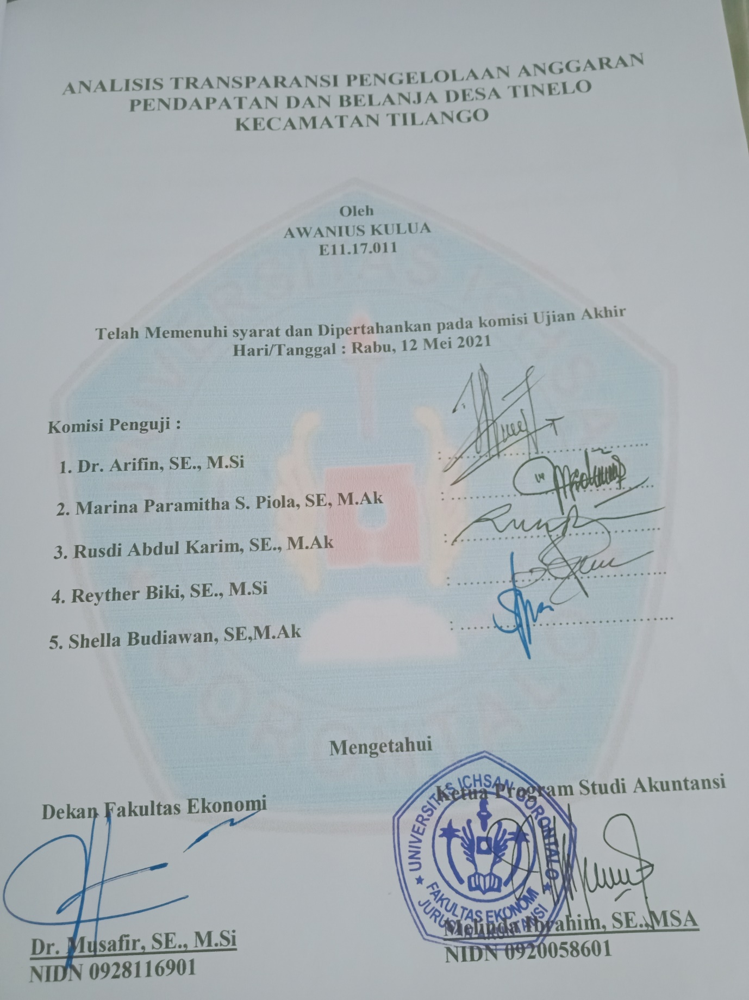 ANALISIS TRANSPARANSI PENGELOLAAN ANGGARAN
PENDAPATAN DAN BELANJA DESA TINELO
KECAMATAN TILANGO
Oleh
AWANIUS KULUA
E11.17.011
Telah Memenuhi syarat dan Dipertahankan pada komisi Ujian Akhir
Hari/Tanggal : Rabu, 12 Mei 2021
Komisi Penguji :
1. Dr. Arifin, SE., M.Si
2. Marina Paramitha S. Piola, SE, M.Ak
3. Rusdi Abdul Karim, SE., M.Ak
4. Reyther Biki, SE., M.Si
5. Shella Budiawan, SE,M.Ak
Mengetahui
Dekan Fakultas Ekonomi
Ketua Program Studi Akuntansi
UNIVERSITAS ICHSAN GORONTALO
FAKULTAS EKONOMI
JURUSAN AKUNTANSI
Dr. Musafir, SE., M.Si
NIDN 0928116901
Melinda Ibrahim, SE.,MSA
NIDN 0920058601